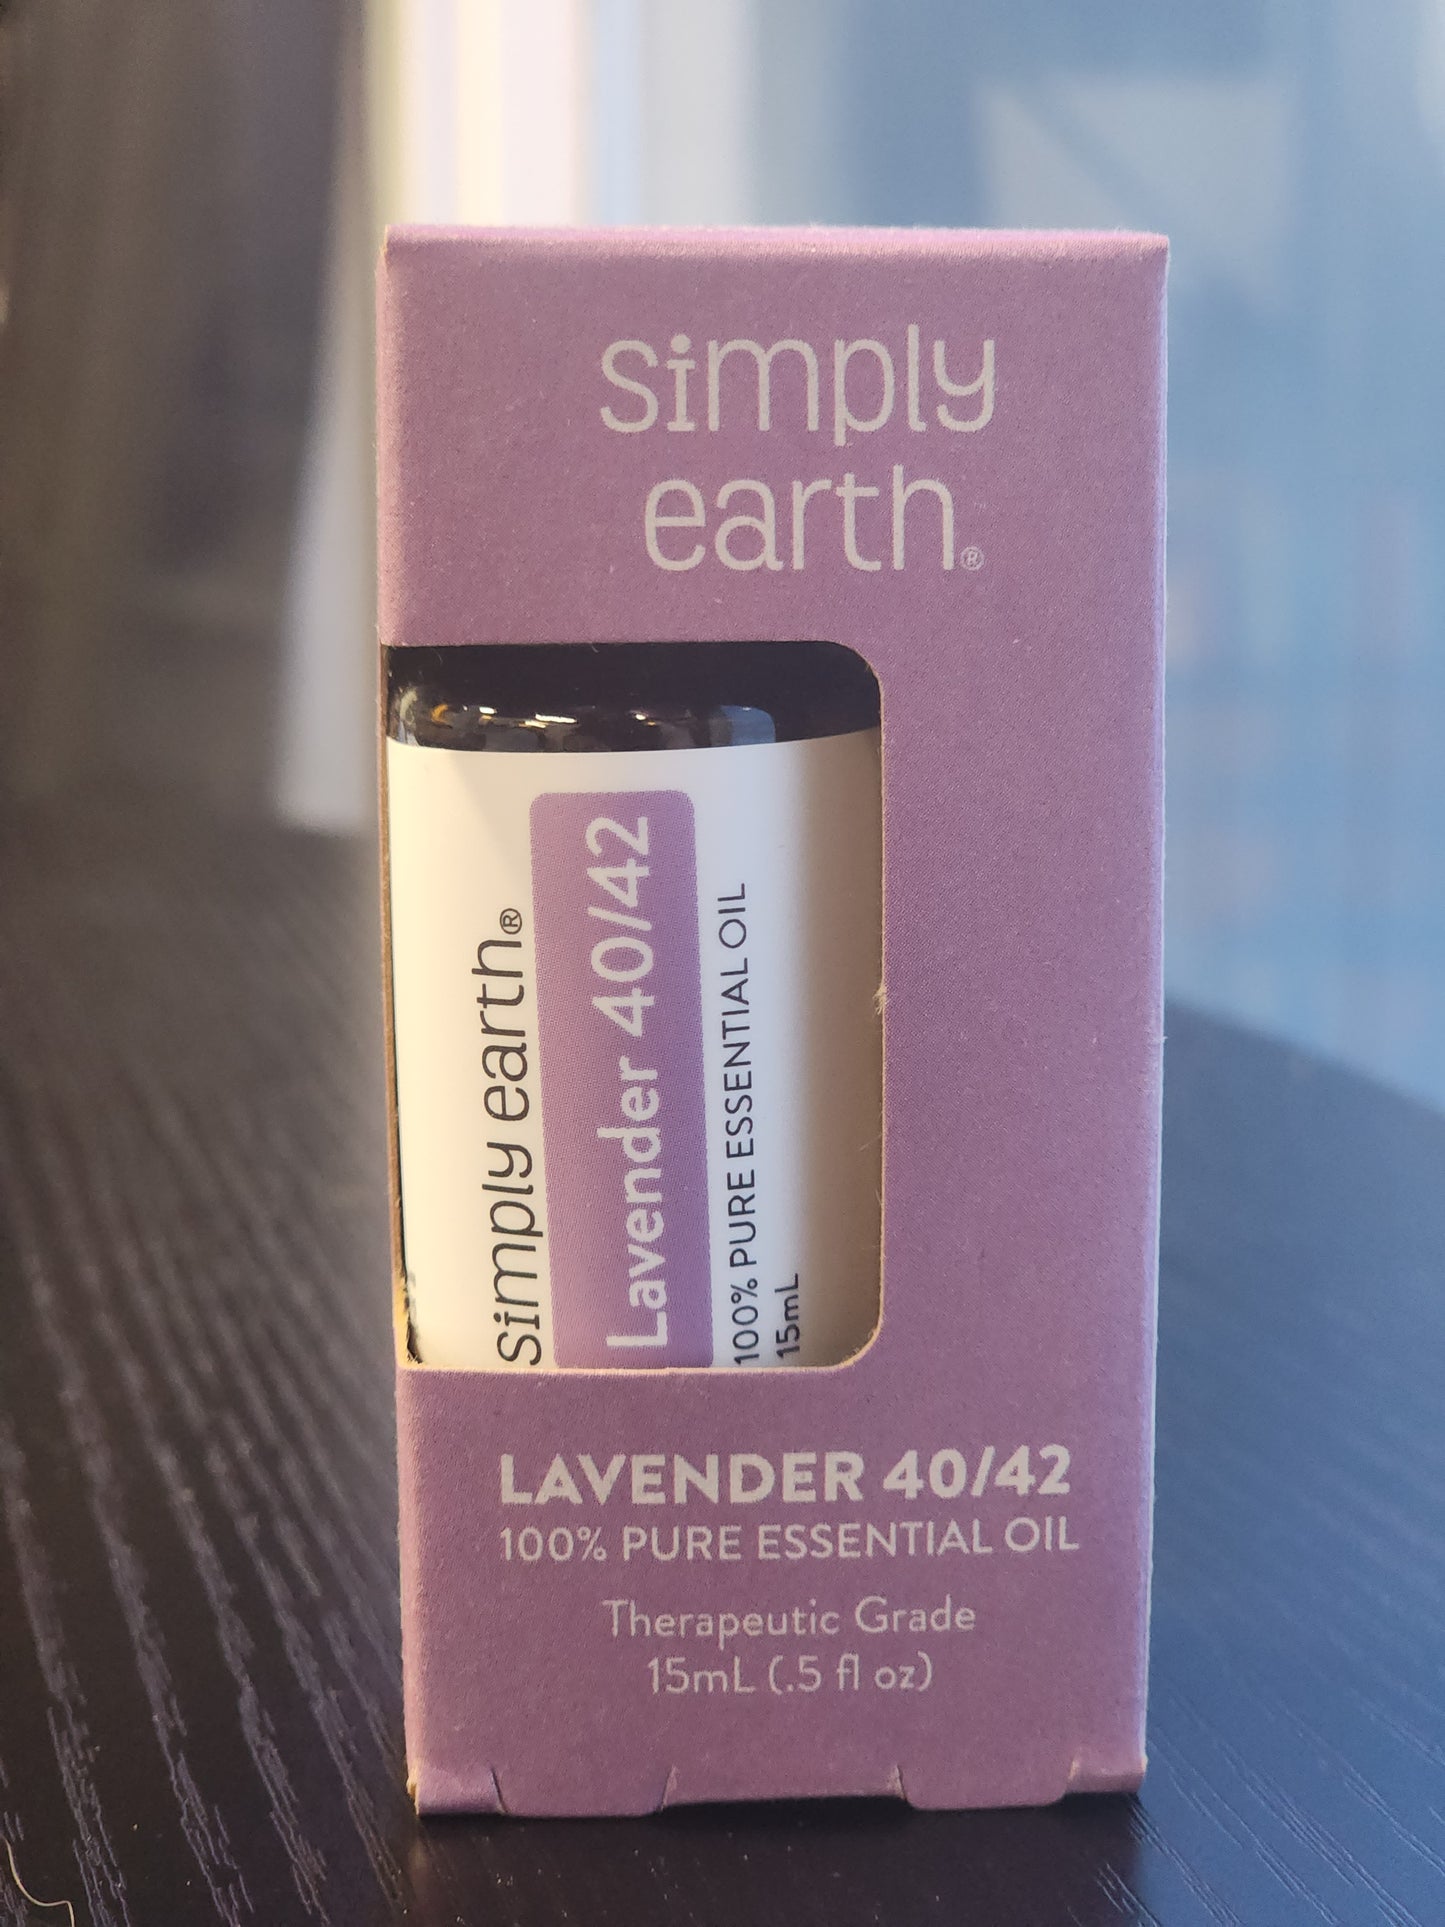 simply
earth®
simply earth®
Lavender 40/42
100% PURE ESSENTIAL OIL
15mL
LAVENDER 40/42
100% PURE ESSENTIAL OIL
Therapeutic Grade
15mL (.5 fl oz)